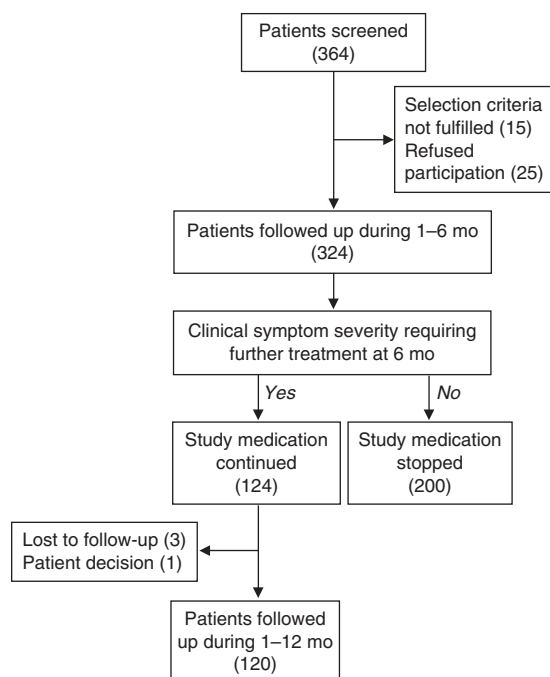 Patients screened
(364)
Selection criteria
not fulfilled (15)
Refused
participation (25)
Patients followed up during 1–6 mo
(324)
Clinical symptom severity requiring
further treatment at 6 mo
Yes
No
Study medication
continued
(124)
Study medication
stopped
(200)
Lost to follow-up (3)
Patient decision (1)
Patients followed
up during 1–12 mo
(120)